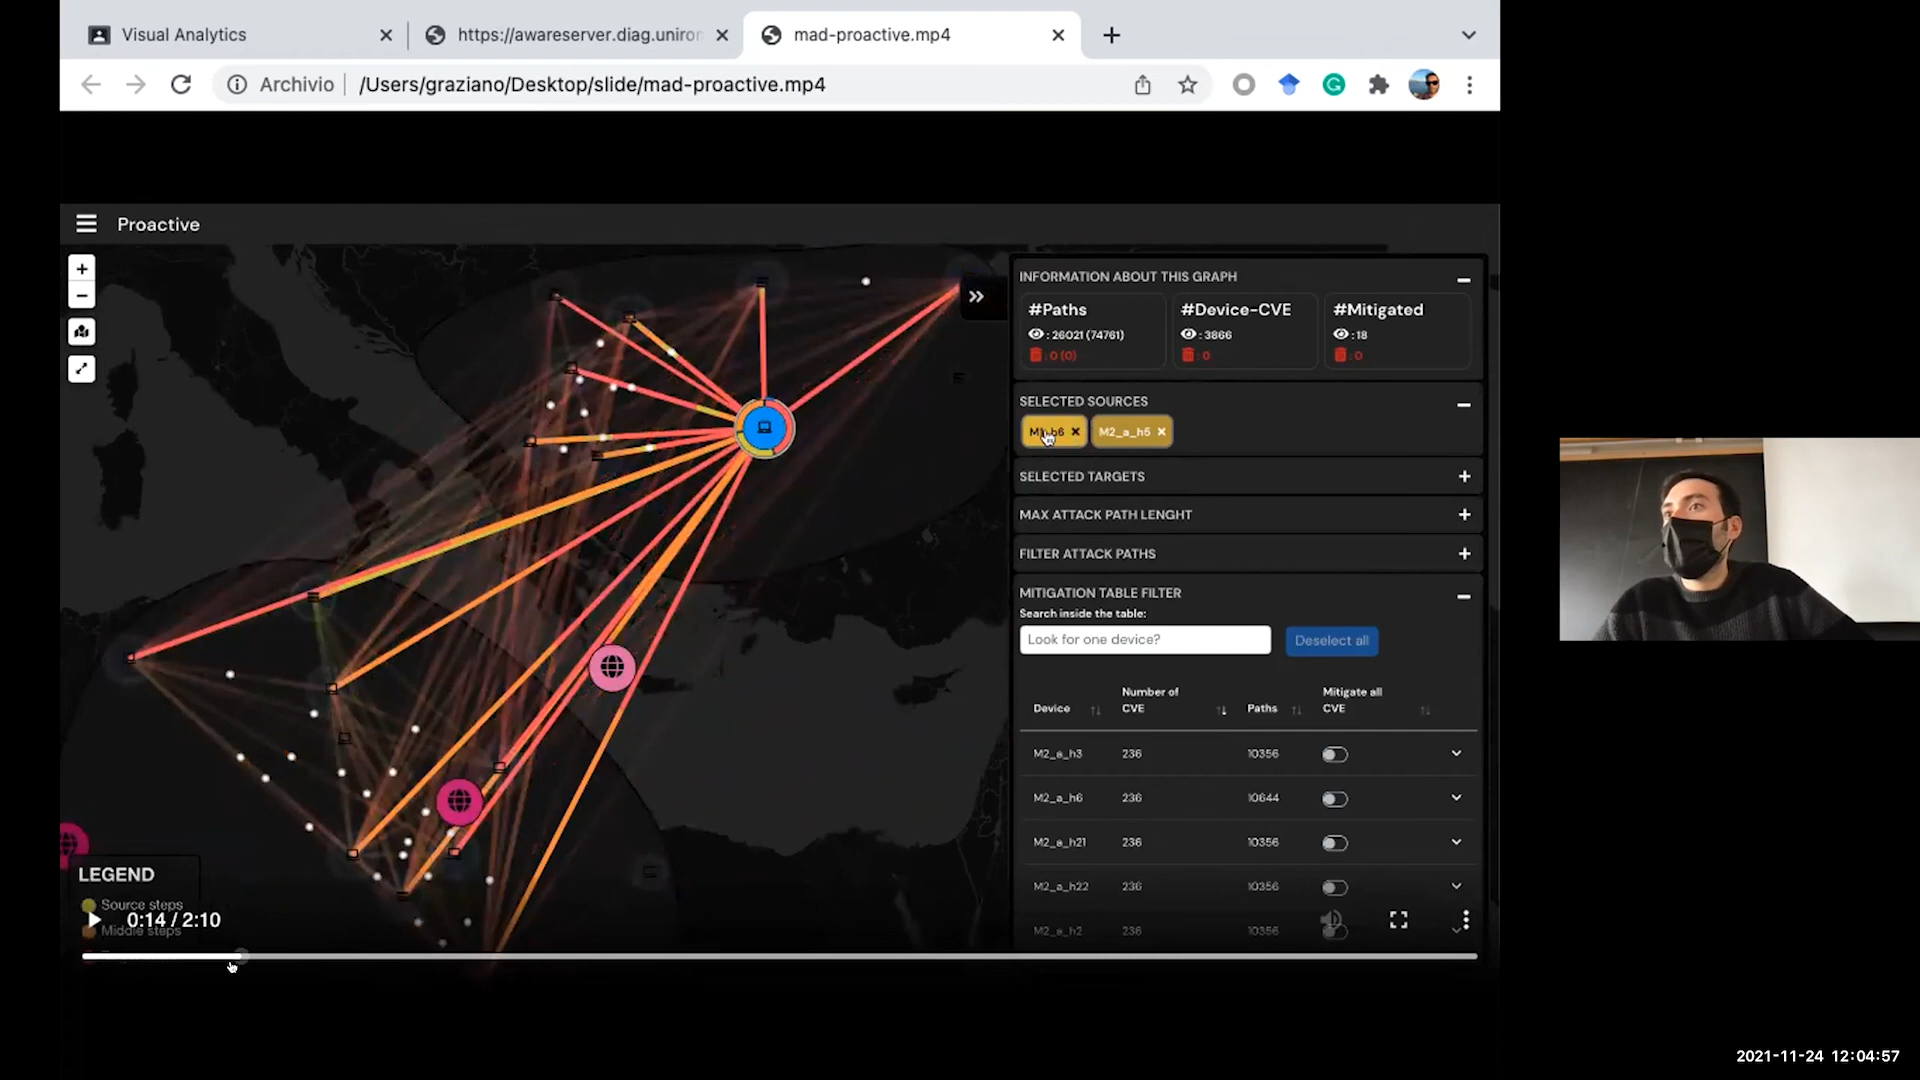 Visual Analytics
https://awareserver.diag.uniron
mad-proactive.mp4
Archivio
/Users/graziano/Desktop/slide/mad-proactive.mp4
Proactive
INFORMATION ABOUT THIS GRAPH
#Paths
: 26021 (74761)
: 0 (0)
#Device-CVE
: 3866
: 0
#Mitigated
: 18
: 0
SELECTED SOURCES
M2_a_h5
SELECTED TARGETS
MAX ATTACK PATH LENGHT
FILTER ATTACK PATHS
MITIGATION TABLE FILTER
Search inside the table:
Look for one device?
Deselect all
Device
Number of CVE
Paths
Mitigate all CVE
M2_a_h3 236 10356
M2_a_h6 236 10644
M2_a_h21 236 10356
M2_a_h22 236 10356
M2_a_h2 236 10356
LEGEND
Source steps
0:14 / 2:10
Middle steps
2021-11-24 12:04:57